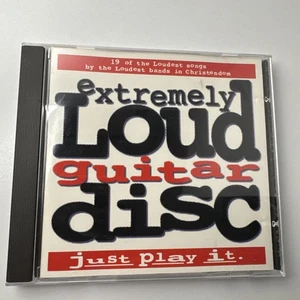 19 of the Loudest songs
by the Loudest bands in Christendom
extremely
Loud
guitar
disc
just play it.